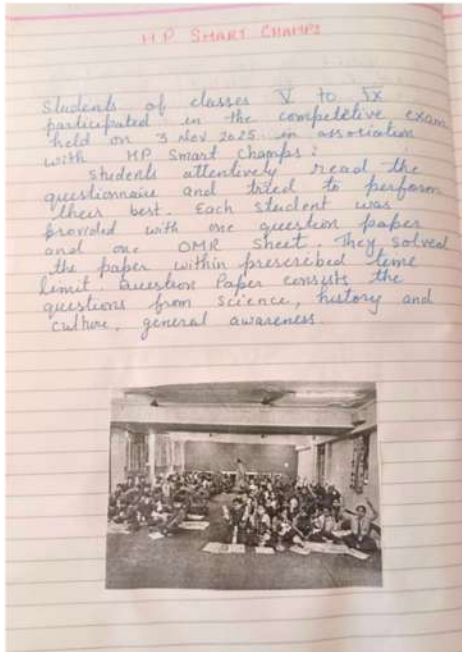 H P SMART CHAMPS
Students of classes V to IX
participated in the competetive exam
held on 3 Nov 2025 in association
with HP Smart Champs.
Students attentively read the
questionnaire and tried to perform
their best. Each student was
provided with one question paper
and one OMR Sheet. They solved
the paper within prescribed time
limit. Question Paper consists the
questions from science, history and
culture, general awareness.